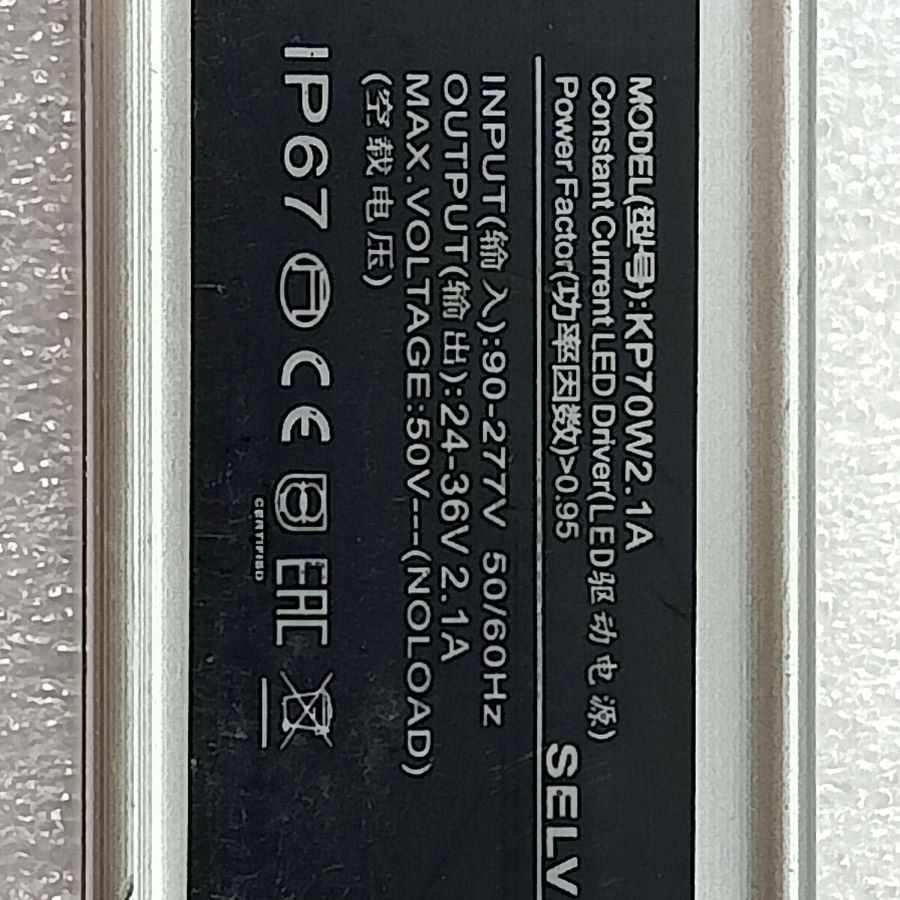 MODEL(型号):KP70W2.1A
Constant Current LED Driver(LED驱动电源)
Power Factor(功率因数)>0.95
SELV
INPUT(输入):90-277V 50/60Hz
OUTPUT(输出):24-36V 2.1A
MAX.VOLTAGE:50V---(NOLOAD)
(空载电压)
IP67 CE EAC
CERTIFIED